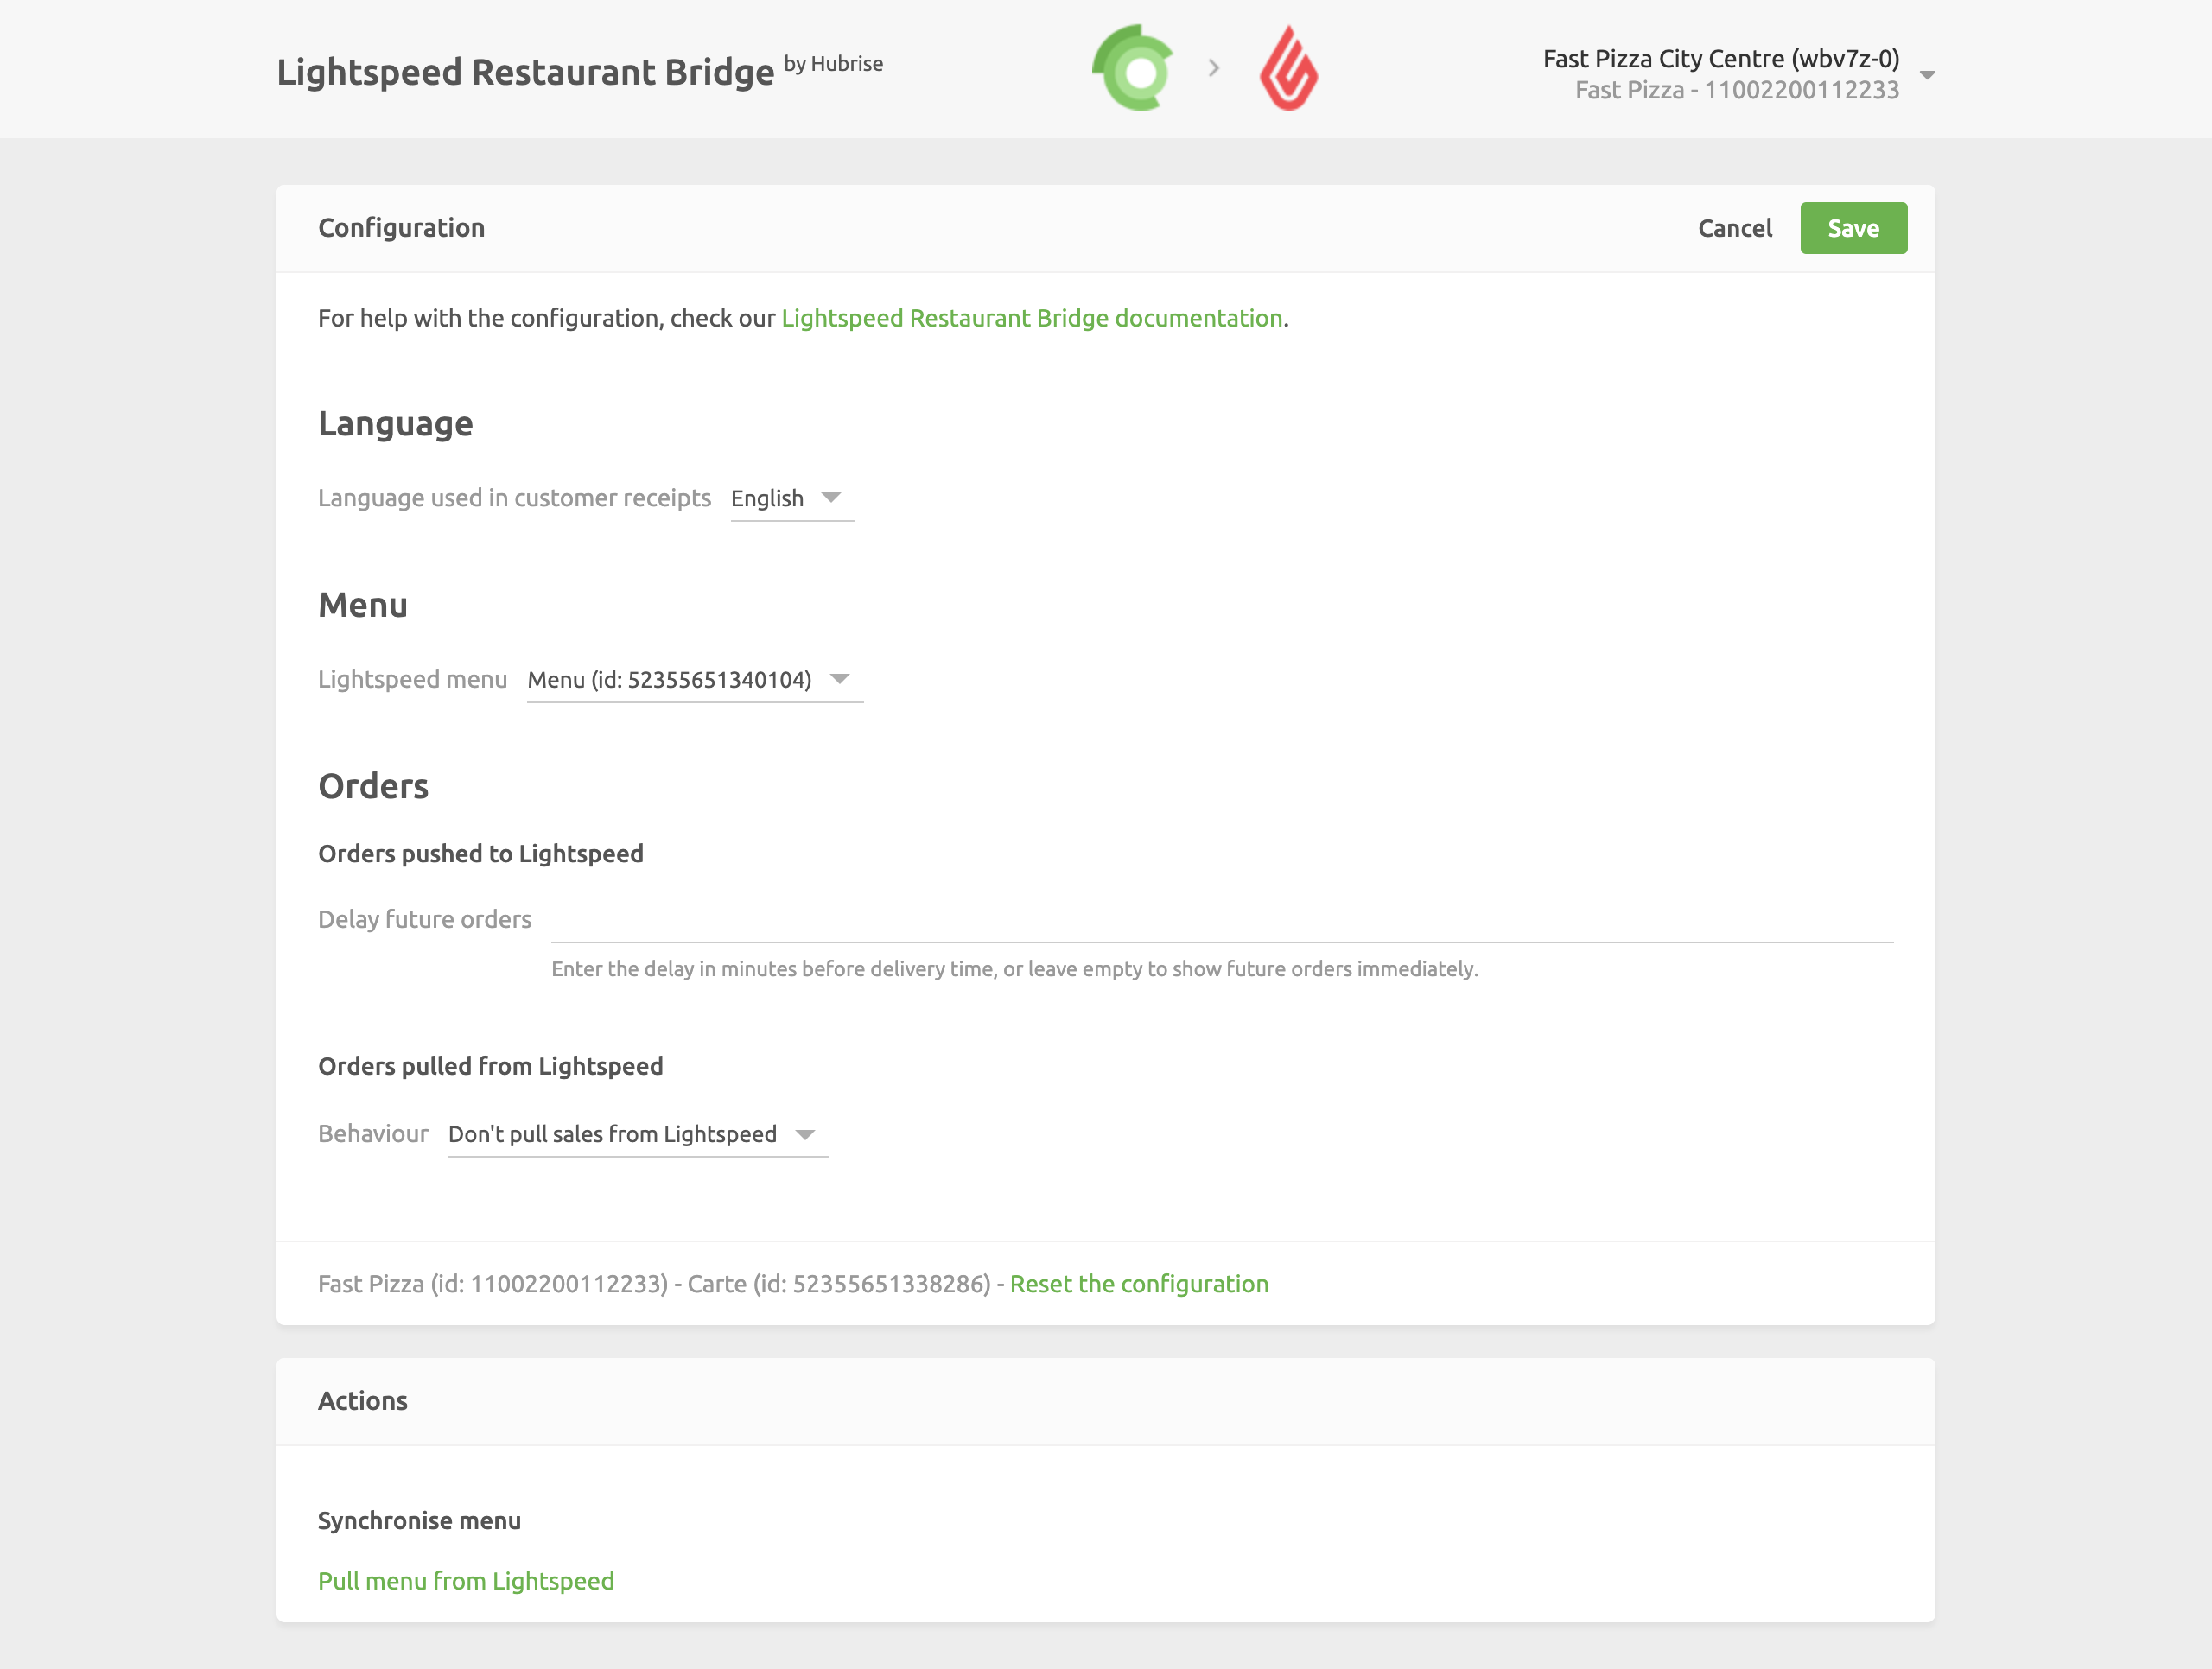 Lightspeed Restaurant Bridge by Hubrise
Fast Pizza City Centre (wbv7z-0)
Fast Pizza - 11002200112233
Configuration
Cancel
Save
For help with the configuration, check our Lightspeed Restaurant Bridge documentation.
Language
Language used in customer receipts English
Menu
Lightspeed menu Menu (id: 52355651340104)
Orders
Orders pushed to Lightspeed
Delay future orders
Enter the delay in minutes before delivery time, or leave empty to show future orders immediately.
Orders pulled from Lightspeed
Behaviour Don't pull sales from Lightspeed
Fast Pizza (id: 11002200112233) - Carte (id: 52355651338286) - Reset the configuration
Actions
Synchronise menu
Pull menu from Lightspeed